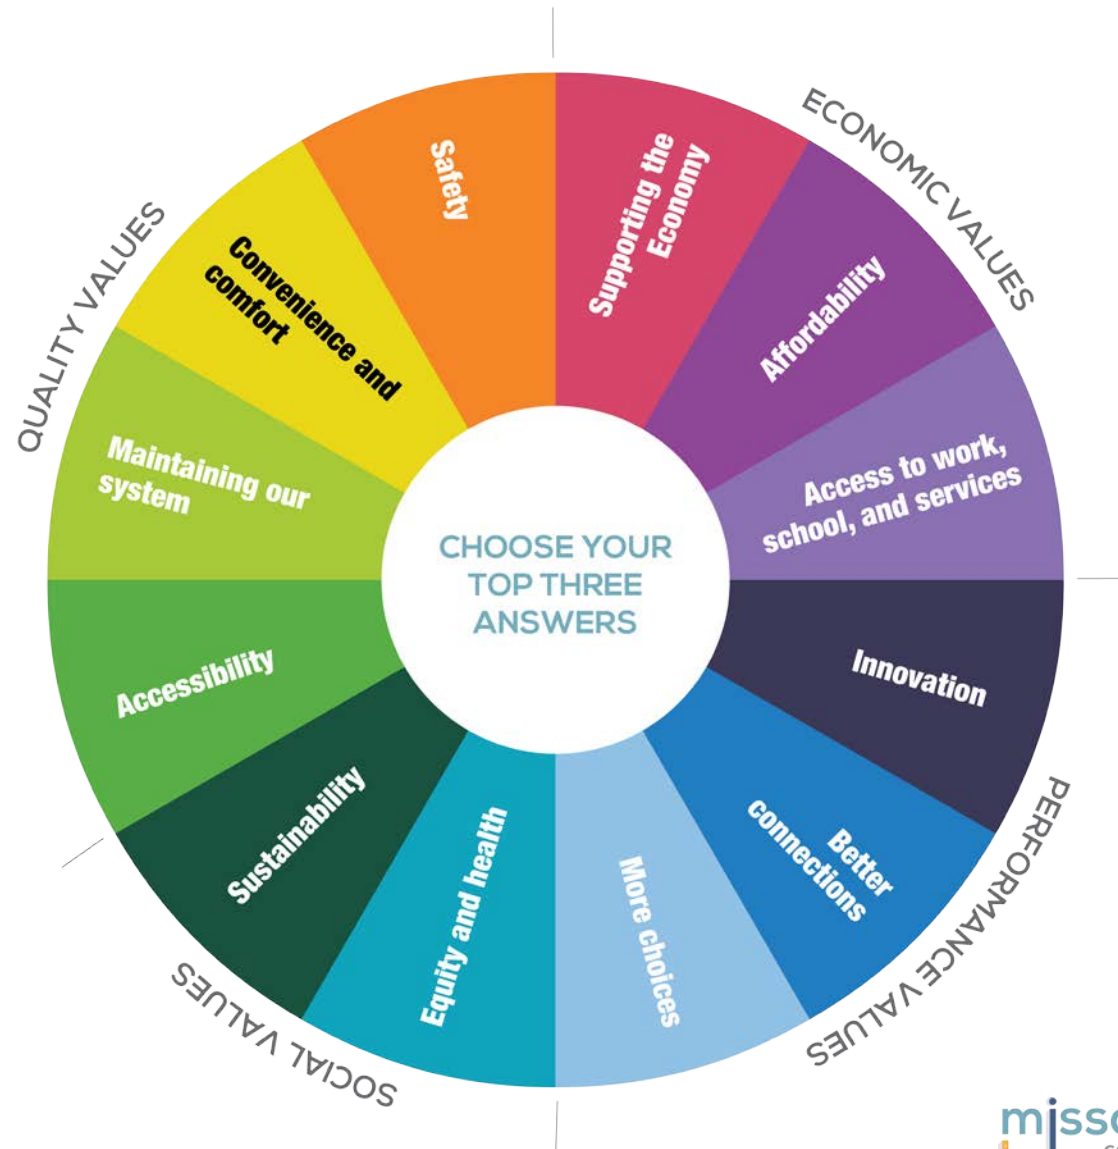 ECONOMIC VALUES
Supporting the
Economy
Affordability
Access to work,
school, and services
PERFORMANCE VALUES
Innovation
Better
connections
More choices
SOCIAL VALUES
Equity and health
Sustainability
QUALITY VALUES
Accessibility
Maintaining our
system
Convenience and
comfort
Safety
CHOOSE YOUR
TOP THREE
ANSWERS